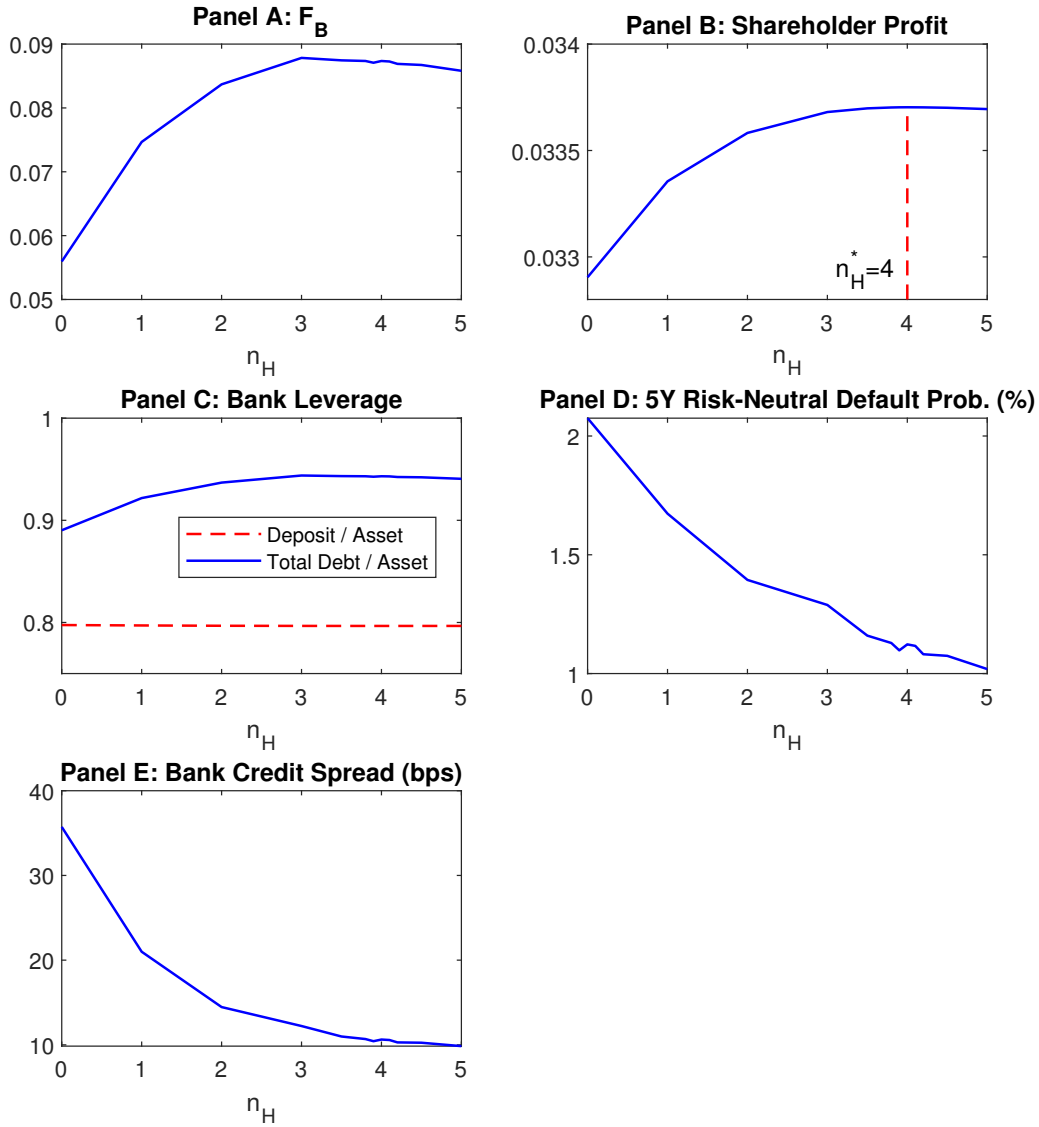 Panel A: F_B
0.09
0.08
0.07
0.06
0.05
0 1 2 3 4 5
n_H
Panel B: Shareholder Profit
0.034
0.0335
0.033
n_H^*=4
0 1 2 3 4 5
n_H
Panel C: Bank Leverage
1
0.9
0.8
Deposit / Asset
Total Debt / Asset
0 1 2 3 4 5
n_H
Panel D: 5Y Risk-Neutral Default Prob. (%)
2
1.5
1
0 1 2 3 4 5
n_H
Panel E: Bank Credit Spread (bps)
40
30
20
10
0 1 2 3 4 5
n_H